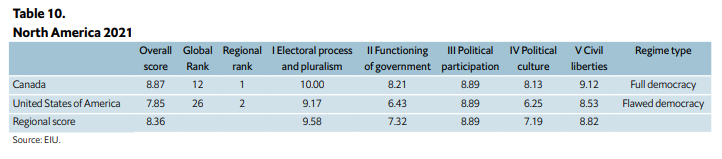 Table 10.
North America 2021
Overall score Global Rank Regional rank I Electoral process and pluralism II Functioning of government III Political participation IV Political culture V Civil liberties Regime type
Canada 8.87 12 1 10.00 8.21 8.89 8.13 9.12 Full democracy
United States of America 7.85 26 2 9.17 6.43 8.89 6.25 8.53 Flawed democracy
Regional score 8.36 9.58 7.32 8.89 7.19 8.82
Source: EIU.